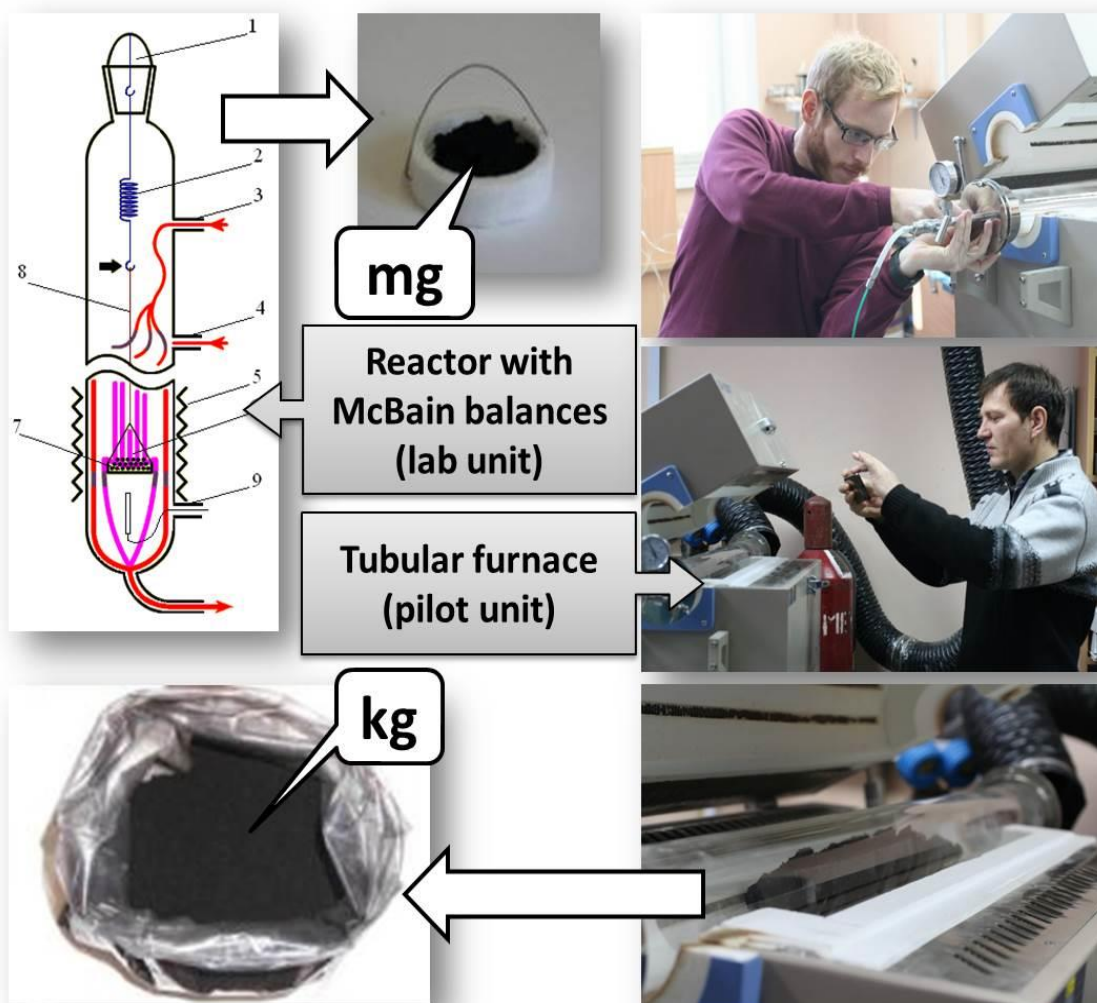 1
2
3
8
4
5
7
9
mg
Reactor with
McBain balances
(lab unit)
Tubular furnace
(pilot unit)
kg